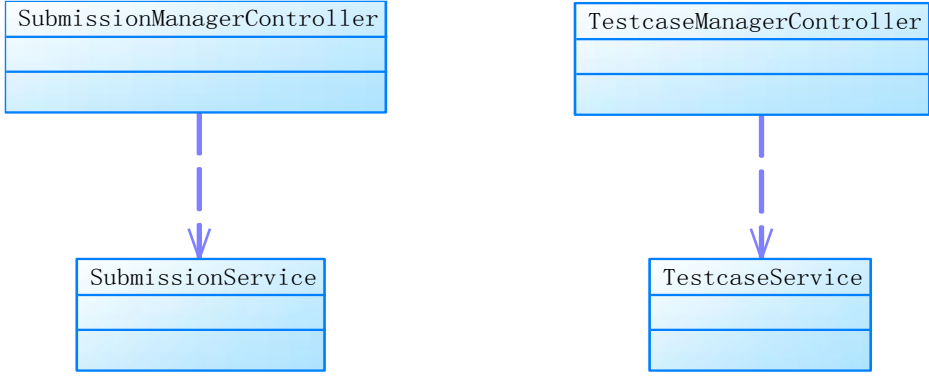 SubmissionManagerController
TestcaseManagerController
SubmissionService
TestcaseService